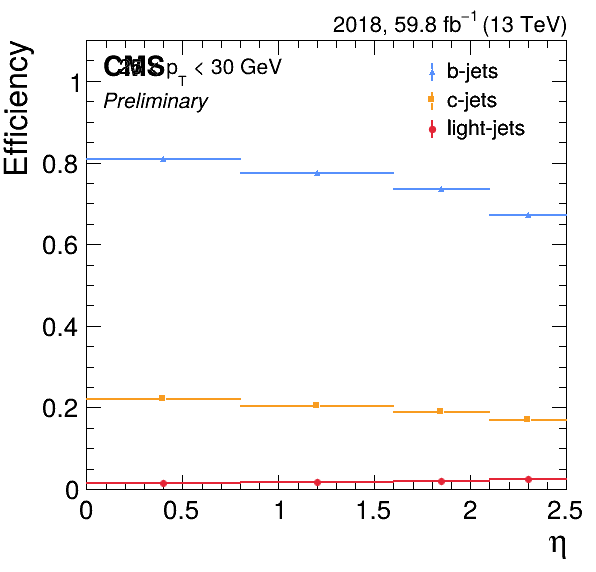 2018, 59.8 fb⁻¹ (13 TeV)
CMS
p_T < 30 GeV
Preliminary
b-jets
c-jets
light-jets
Efficiency
1
0.8
0.6
0.4
0.2
0
0 0.5 1 1.5 2 2.5
η